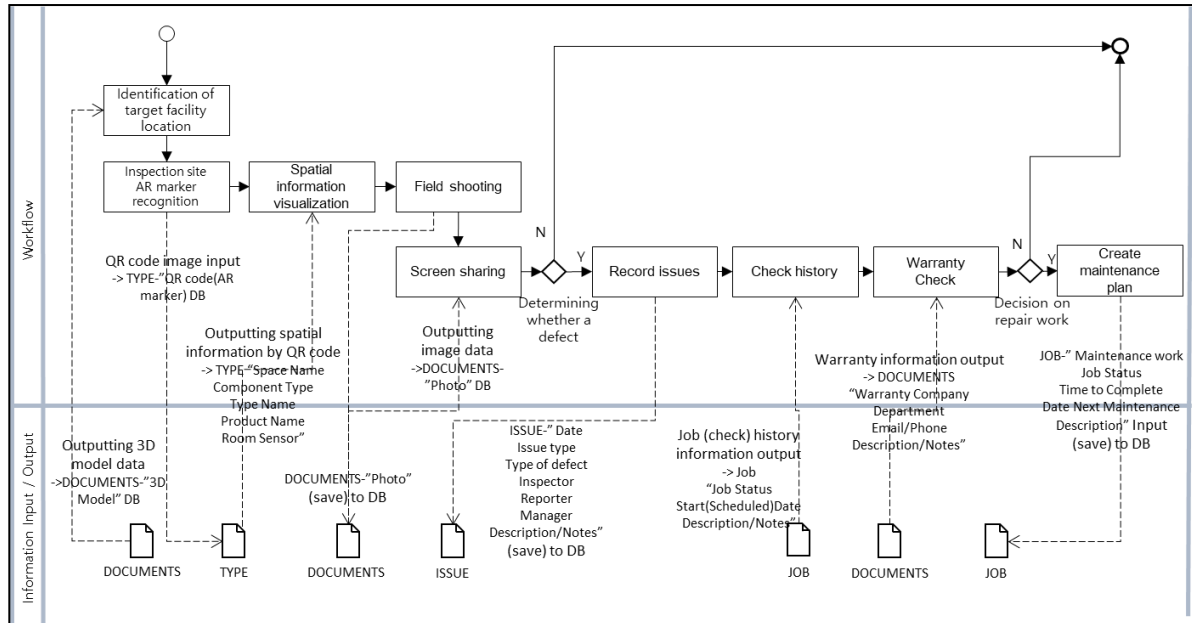 Workflow
Identification of
target facility
location
Inspection site
AR marker
recognition
Spatial
information
visualization
Field shooting
Screen sharing
N
Y
Determining
whether a
defect
Record issues
Check history
Warranty
Check
N
Y
Decision on
repair work
Create
maintenance
plan
QR code image input
-> TYPE-"QR code(AR
marker) DB
Outputting spatial
information by QR code
-> TYPE-"Space Name
Component Type
Type Name
Product Name
Room Sensor"
Outputting
image data
->DOCUMENTS-
"Photo" DB
Warranty information output
-> DOCUMENTS
"Warranty Company
Department
Email/Phone
Description/Notes"
JOB-" Maintenance work
Job Status
Time to Complete
Date Next Maintenance
Description" Input
(save) to DB
Information Input / Output
Outputting 3D
model data
->DOCUMENTS-"3D
Model" DB
DOCUMENTS-"Photo"
(save) to DB
ISSUE-" Date
Issue type
Type of defect
Inspector
Reporter
Manager
Description/Notes"
(save) to DB
Job (check) history
information output
-> Job
"Job Status
Start(Scheduled)Date
Description/Notes"
DOCUMENTS
TYPE
DOCUMENTS
ISSUE
JOB
DOCUMENTS
JOB